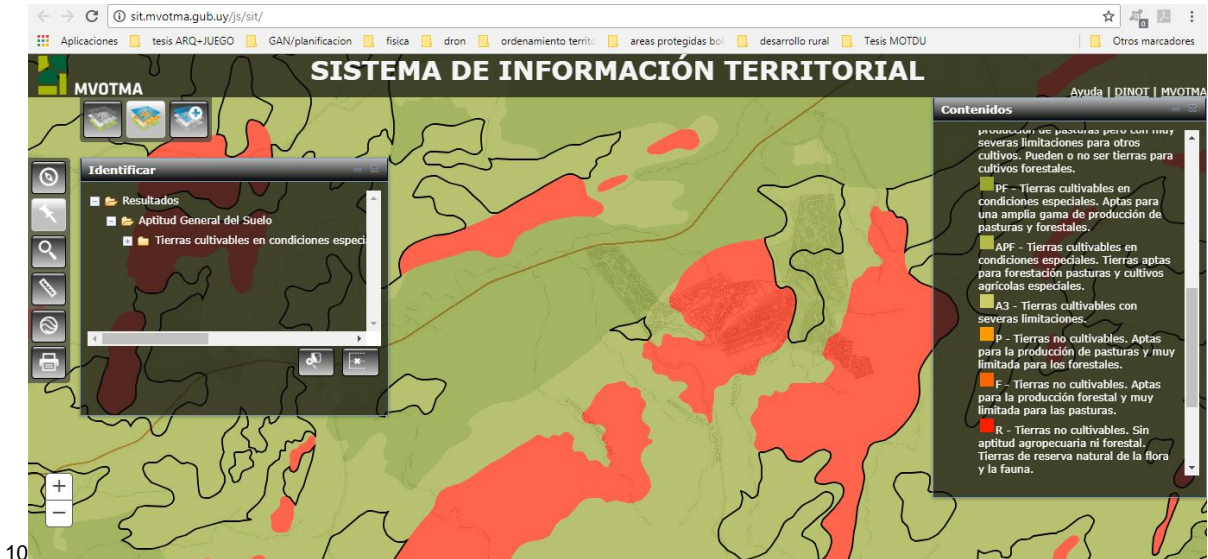 sit.mvotma.gub.uy/js/sit/
0
Aplicaciones tesis ARQ+JUEGO GAN/planificacion fisica dron ordenamiento territo areas protegidas bol desarrollo rural Tesis MOTDU Otros marcadores
SISTEMA DE INFORMACIÓN TERRITORIAL
MVOTMA
Ayuda | DINOT | MVOTMA
Identificar
Resultados
Aptitud General del Suelo
Tierras cultivables en condiciones especi
Contenidos
producción de pasturas pero con muy
severas limitaciones para otros
cultivos. Pueden o no ser tierras para
cultivos forestales.
PF - Tierras cultivables en
condiciones especiales. Aptas para
una amplia gama de producción de
pasturas y forestales.
APF - Tierras cultivables en
condiciones especiales. Tierras aptas
para forestación pasturas y cultivos
agrícolas especiales.
A3 - Tierras cultivables con
severas limitaciones.
P - Tierras no cultivables. Aptas
para la producción de pasturas y muy
limitada para los forestales.
F - Tierras no cultivables. Aptas
para la producción forestal y muy
limitada para las pasturas.
R - Tierras no cultivables. Sin
aptitud agropecuaria ni forestal.
Tierras de reserva natural de la flora
y la fauna.
+
−
10